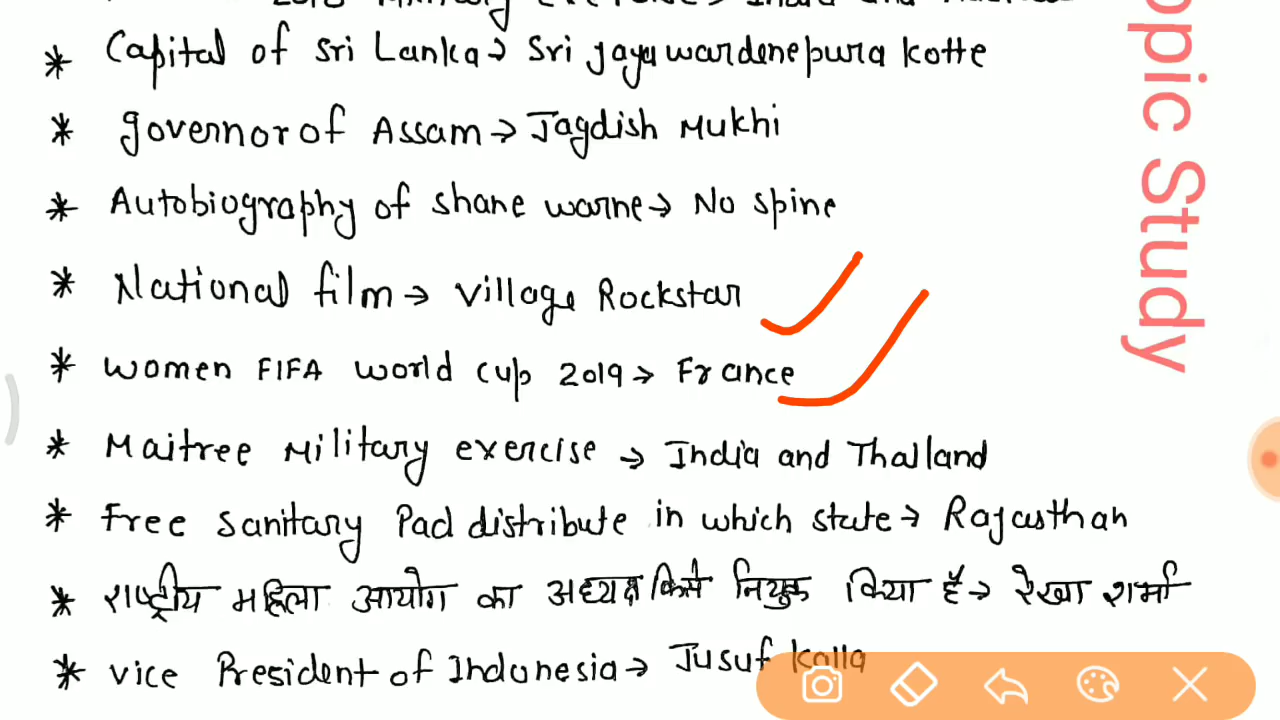 * Capital of Sri Lanka → Sri jayawardenepura kotte
* governor of Assam → Jagdish Mukhi
* Autobiography of shane warne → No spine
* National film → village Rockstar
* women FIFA world cup 2019 → France
* Maitree Military exercise → India and Thailand
* Free Sanitary Pad distribute in which state → Rajasthan
* राष्ट्रीय महिला आयोग का अध्यक्ष किसे नियुक्त किया हैं → रेखा शर्मा
* vice President of Indonesia → Jusuf kalla
opic Study